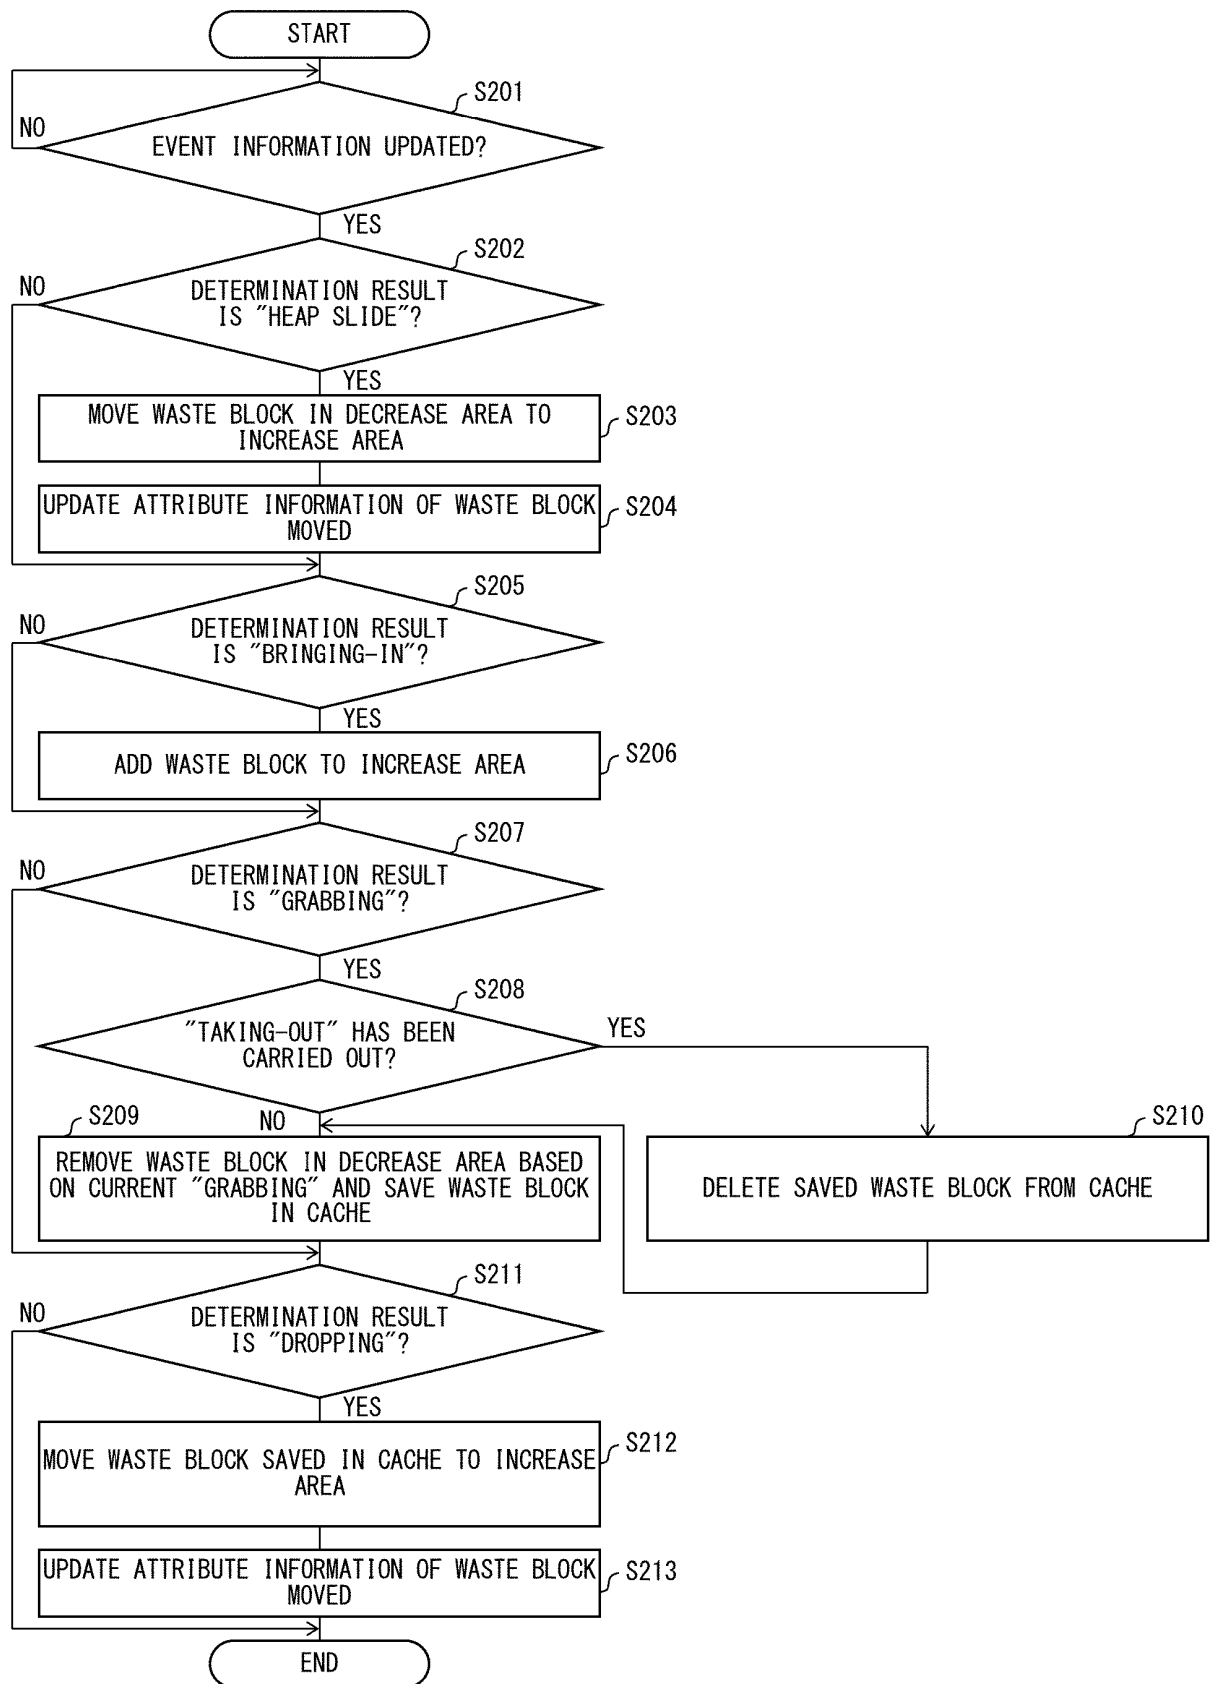 START
S201
NO
EVENT INFORMATION UPDATED?
YES
S202
NO
DETERMINATION RESULT
IS "HEAP SLIDE"?
YES
MOVE WASTE BLOCK IN DECREASE AREA TO
INCREASE AREA
S203
UPDATE ATTRIBUTE INFORMATION OF WASTE BLOCK
MOVED
S204
S205
NO
DETERMINATION RESULT
IS "BRINGING-IN"?
YES
ADD WASTE BLOCK TO INCREASE AREA
S206
S207
NO
DETERMINATION RESULT
IS "GRABBING"?
YES
S208
"TAKING-OUT" HAS BEEN
CARRIED OUT?
YES
NO
S209
REMOVE WASTE BLOCK IN DECREASE AREA BASED
ON CURRENT "GRABBING" AND SAVE WASTE BLOCK
IN CACHE
S210
DELETE SAVED WASTE BLOCK FROM CACHE
S211
NO
DETERMINATION RESULT
IS "DROPPING"?
YES
MOVE WASTE BLOCK SAVED IN CACHE TO INCREASE
AREA
S212
UPDATE ATTRIBUTE INFORMATION OF WASTE BLOCK
MOVED
S213
END